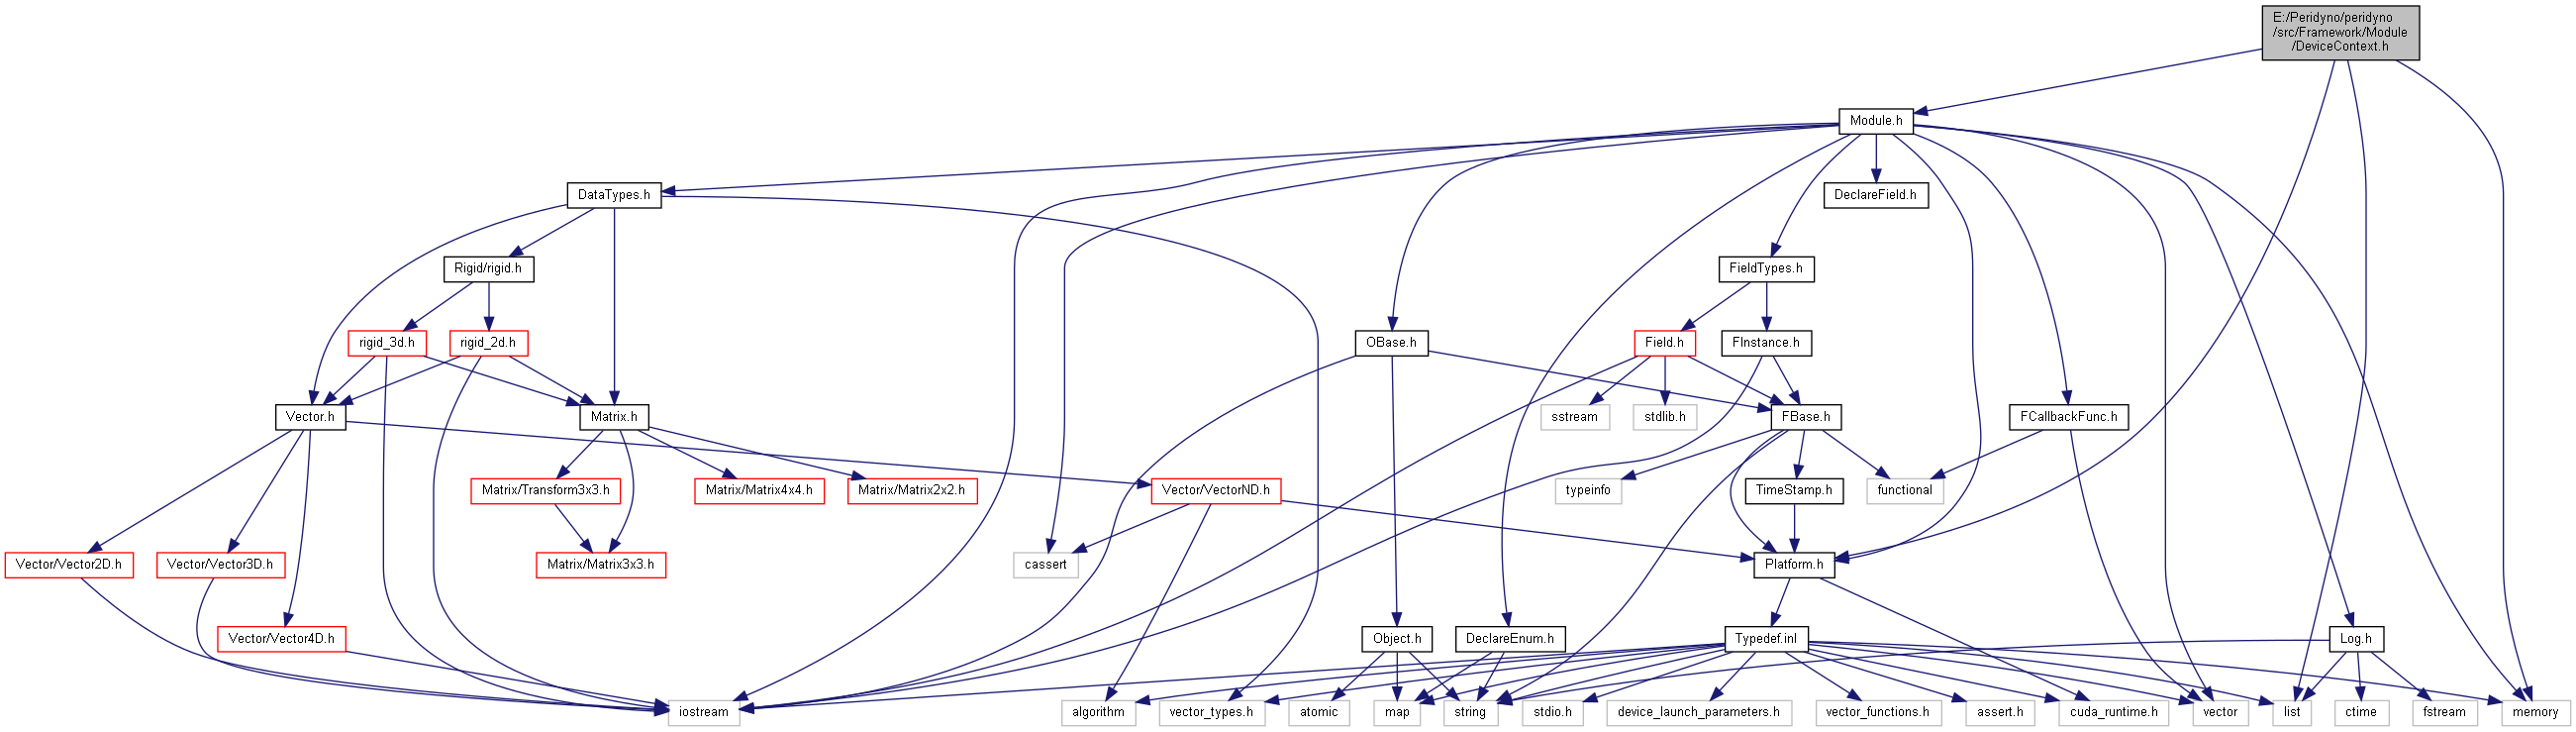 E:/Peridyno/peridyno
/src/Framework/Module
/DeviceContext.h
Module.h
DataTypes.h
DeclareField.h
Rigid/rigid.h
FieldTypes.h
rigid_3d.h
rigid_2d.h
OBase.h
Field.h
FInstance.h
Vector.h
Matrix.h
sstream
stdlib.h
FBase.h
FCallbackFunc.h
Matrix/Transform3x3.h
Matrix/Matrix4x4.h
Matrix/Matrix2x2.h
Vector/VectorND.h
typeinfo
TimeStamp.h
functional
Vector/Vector2D.h
Vector/Vector3D.h
Matrix/Matrix3x3.h
cassert
Platform.h
Vector/Vector4D.h
Object.h
DeclareEnum.h
Typedef.inl
Log.h
iostream
algorithm
vector_types.h
atomic
map
string
stdio.h
device_launch_parameters.h
vector_functions.h
assert.h
cuda_runtime.h
vector
list
ctime
fstream
memory